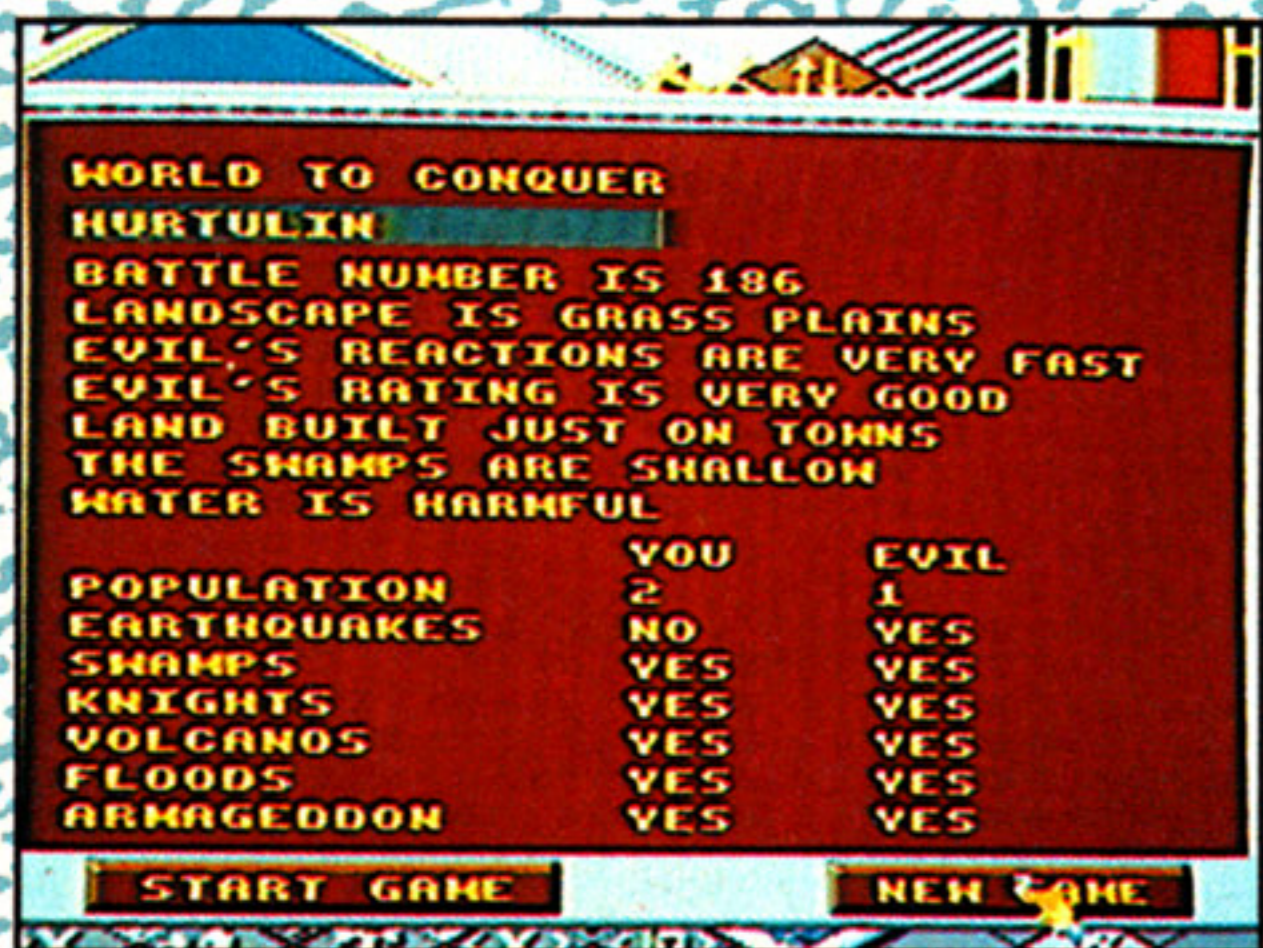 WORLD TO CONQUER
HURTULIN
BATTLE NUMBER IS 186
LANDSCAPE IS GRASS PLAINS
EVIL'S REACTIONS ARE VERY FAST
EVIL'S RATING IS VERY GOOD
LAND BUILT JUST ON TOWNS
THE SWAMPS ARE SHALLOW
WATER IS HARMFUL
YOU EVIL
POPULATION 2 1
EARTHQUAKES NO YES
SWAMPS YES YES
KNIGHTS YES YES
VOLCANOS YES YES
FLOODS YES YES
ARMAGEDDON YES YES
START GAME NEW GAME